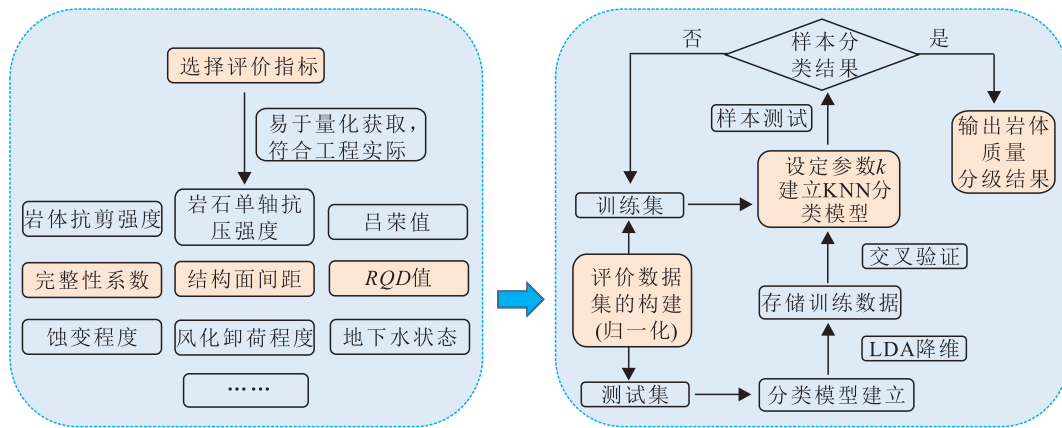 选择评价指标
易于量化获取，
符合工程实际
岩体抗剪强度
岩石单轴抗
压强度
吕荣值
完整性系数
结构面间距
RQD值
蚀变程度
风化卸荷程度
地下水状态
……
否
样本分
类结果
是
样本测试
输出岩体
质量
分级结果
设定参数k
建立KNN分
类模型
训练集
交叉验证
评价数据
集的构建
(归一化)
存储训练数据
LDA降维
测试集
分类模型建立